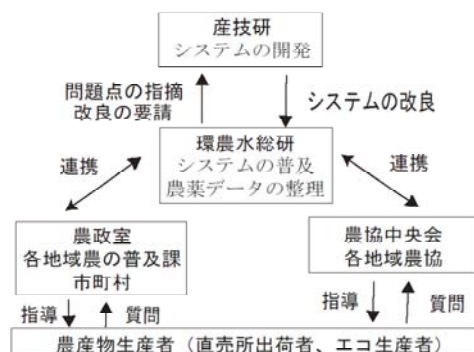 産技研
システムの開発
問題点の指摘
改良の要請
システムの改良
環農水総研
システムの普及
農薬データの整理
連携
連携
農政室
各地域農の普及課
市町村
農協中央会
各地域農協
指導
質問
指導
質問
農産物生産者（直売所出荷者、エコ生産者）